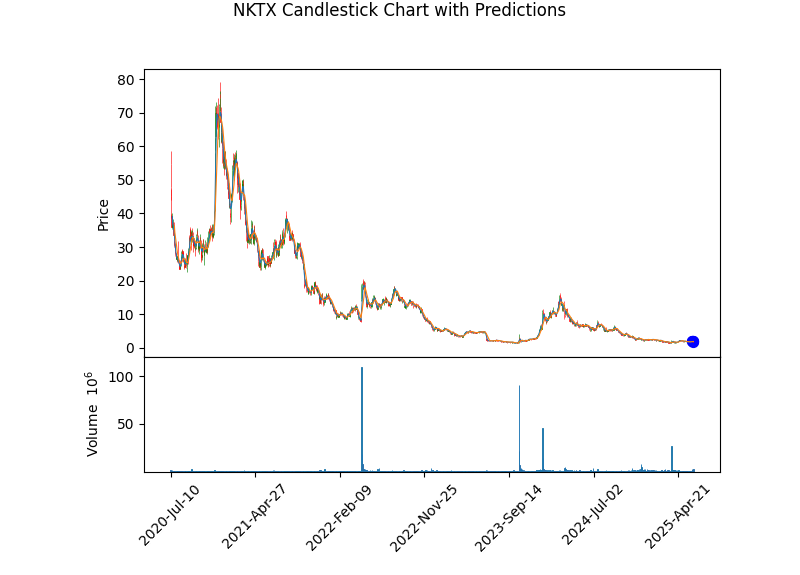 NKTX Candlestick Chart with Predictions
80
70
60
50
40
30
20
10
0
Price
100
50
Volume 10^6
2020-Jul-10
2021-Apr-27
2022-Feb-09
2022-Nov-25
2023-Sep-14
2024-Jul-02
2025-Apr-21